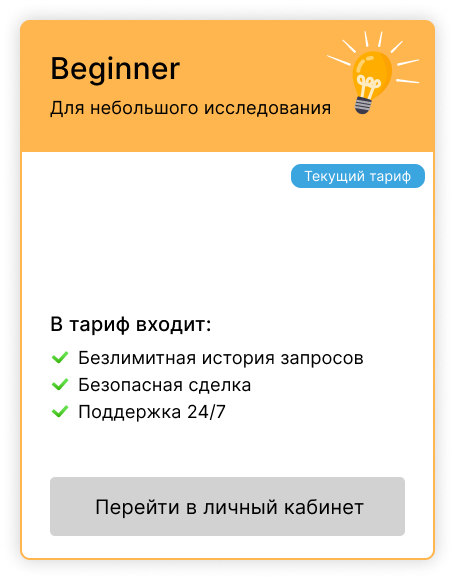 Beginner
Для небольшого исследования
Текущий тариф
В тариф входит:
Безлимитная история запросов
Безопасная сделка
Поддержка 24/7
Перейти в личный кабинет